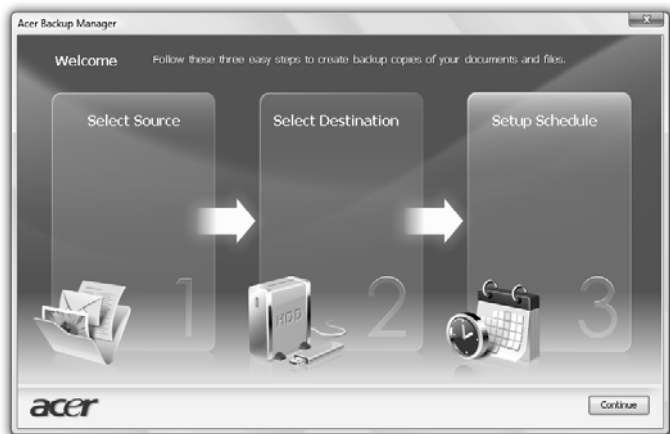 Acer Backup Manager
Welcome
Follow these three easy steps to create backup copies of your documents and files.
Select Source
Select Destination
Setup Schedule
1
HDD
2
3
acer
Continue